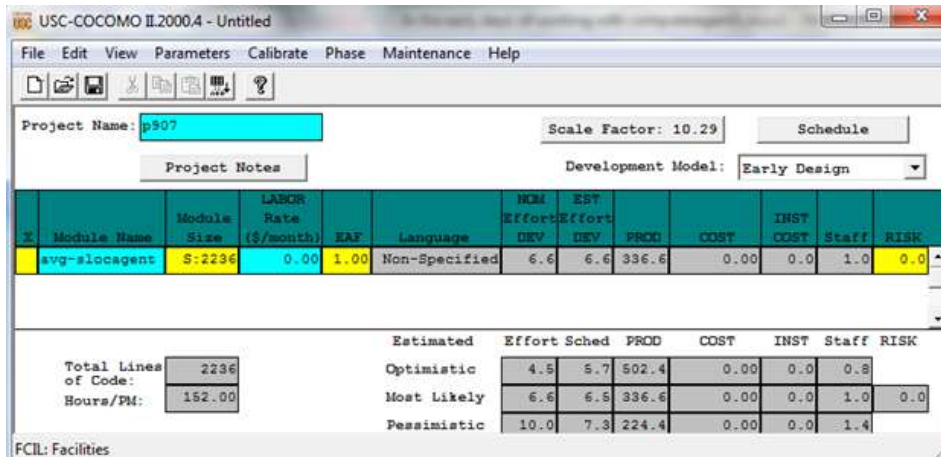 USC-COCOMO II.2000.4 - Untitled
File Edit View Parameters Calibrate Phase Maintenance Help
Project Name: p907
Scale Factor: 10.29
Schedule
Project Notes
Development Model: Early Design
X Module Name Module Size LABOR Rate ($/month) EAF Language NOM Effort DEV EST Effort DEV PROD COST INST COST Staff RISK
avg-slocagent S:2236 0.00 1.00 Non-Specified 6.6 6.6 336.6 0.00 0.0 1.0 0.0
Estimated Effort Sched PROD COST INST Staff RISK
Total Lines of Code: 2236 Optimistic 4.5 5.7 502.4 0.00 0.0 0.8
Hours/PM: 152.00 Most Likely 6.6 6.5 336.6 0.00 0.0 1.0 0.0
Pessimistic 10.0 7.3 224.4 0.00 0.0 1.4
FCIL: Facilities